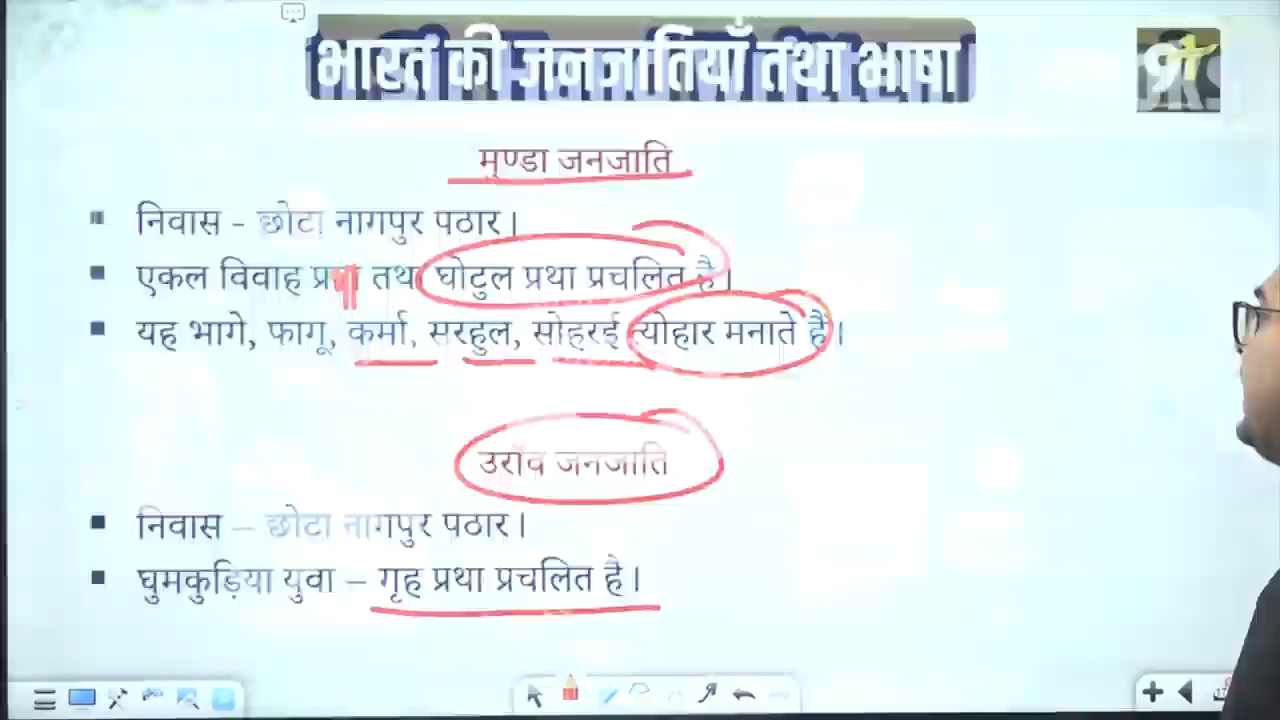 भारत की जनजातियाँ तथा भाषा
मुण्डा जनजाति
निवास - छोटा नागपुर पठार।
एकल विवाह प्रथा तथा घोटुल प्रथा प्रचलित है।
यह भागे, फागू, कर्मा, सरहुल, सोहरई त्योहार मनाते हैं।
उराँव जनजाति
निवास – छोटा नागपुर पठार।
घुमकुड़िया युवा – गृह प्रथा प्रचलित है।